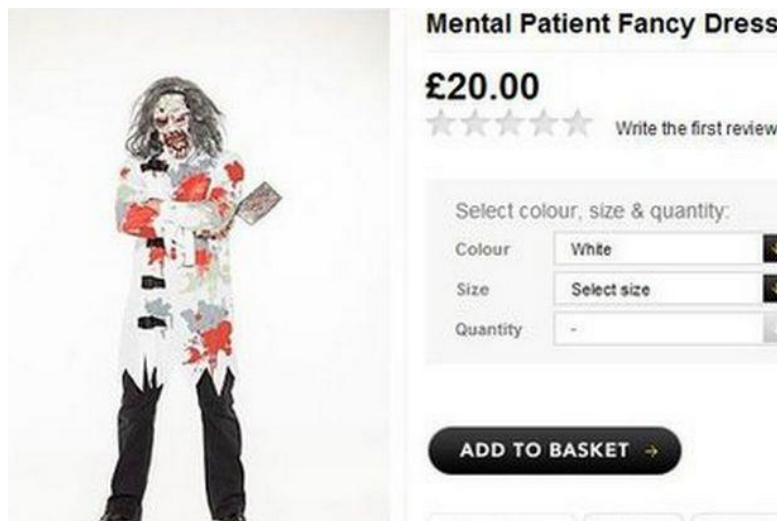 Mental Patient Fancy Dress
£20.00
Write the first review
Select colour, size & quantity:
Colour White
Size Select size
Quantity -
ADD TO BASKET →